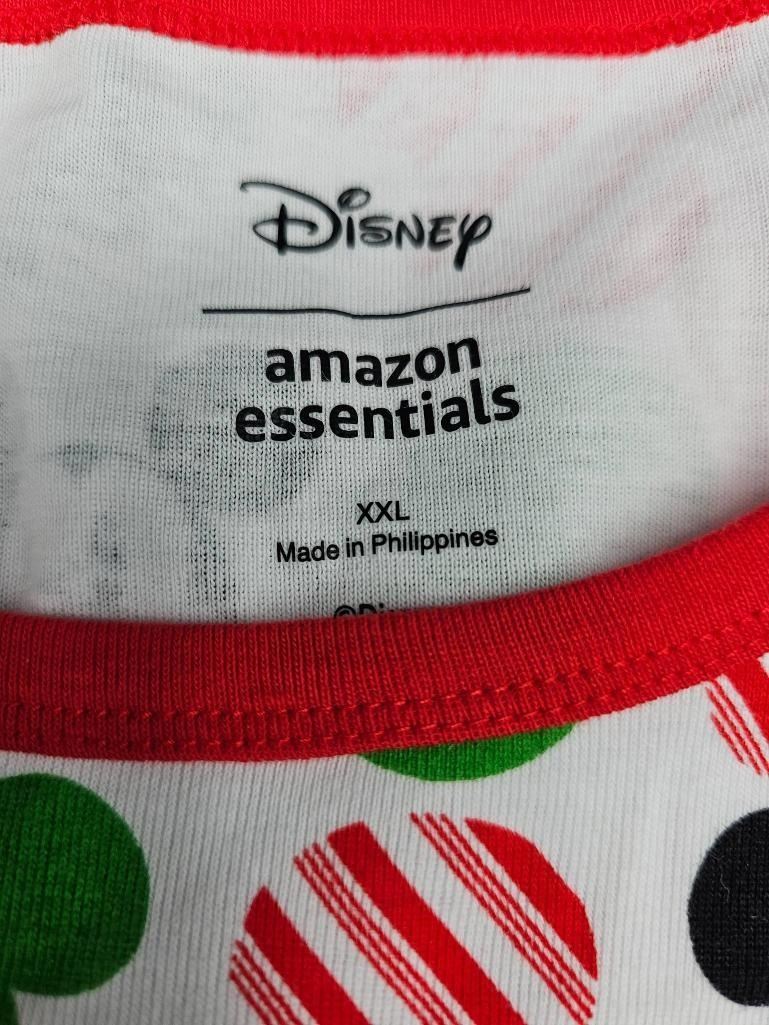 Disney
amazon
essentials
XXL
Made in Philippines